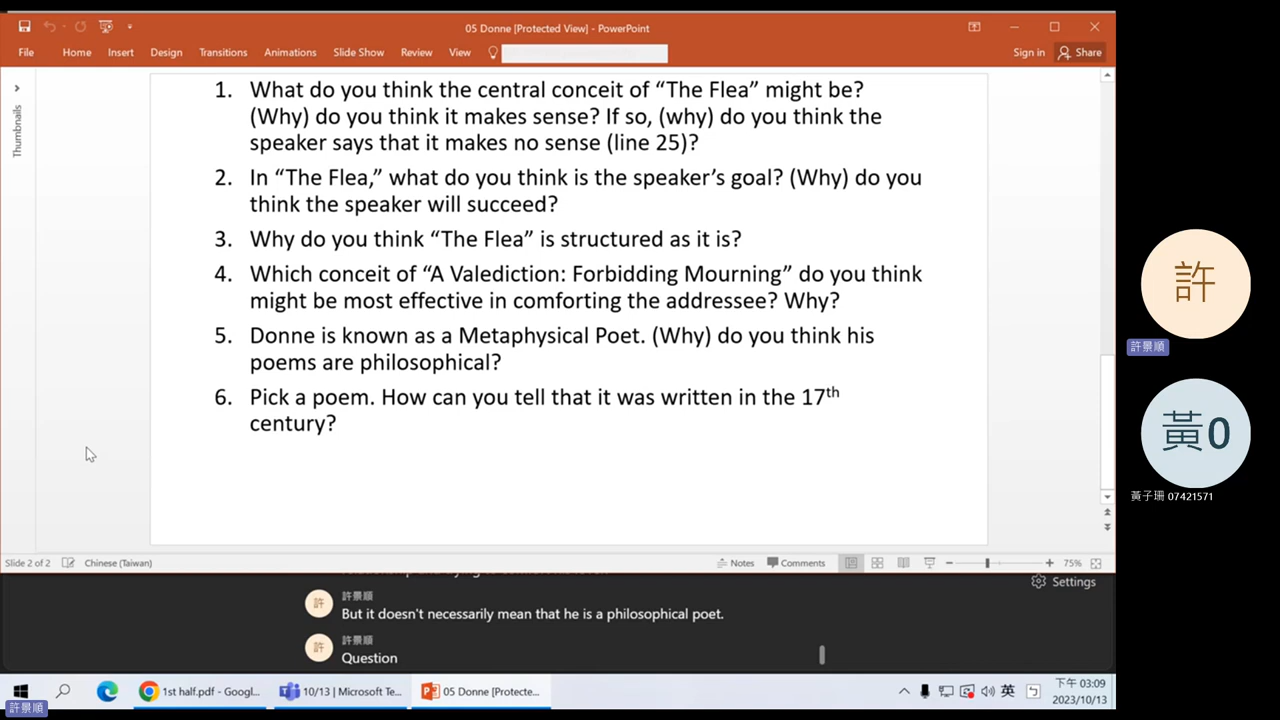 05 Donne [Protected View] - PowerPoint
File Home Insert Design Transitions Animations Slide Show Review View Sign in Share
Thumbnails
1. What do you think the central conceit of “The Flea” might be?
(Why) do you think it makes sense? If so, (why) do you think the
speaker says that it makes no sense (line 25)?
2. In “The Flea,” what do you think is the speaker’s goal? (Why) do you
think the speaker will succeed?
3. Why do you think “The Flea” is structured as it is?
4. Which conceit of “A Valediction: Forbidding Mourning” do you think
might be most effective in comforting the addressee? Why?
5. Donne is known as a Metaphysical Poet. (Why) do you think his
poems are philosophical?
6. Pick a poem. How can you tell that it was written in the 17th
century?
許
許景順
黃0
黃子珊 07421571
Slide 2 of 2 Chinese (Taiwan) Notes Comments 75%
Settings
許 許景順
But it doesn't necessarily mean that he is a philosophical poet.
許 許景順
Question
1st half.pdf - Googl... 10/13 | Microsoft Te... 05 Donne [Protecte... 英 下午 03:09
2023/10/13
許景順